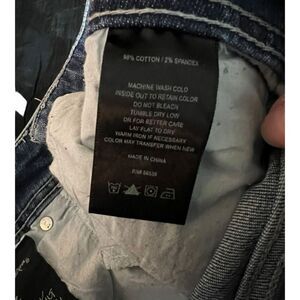 98% COTTON / 2% SPANDEX
MACHINE WASH COLD
INSIDE OUT TO RETAIN COLOR
DO NOT BLEACH
TUMBLE DRY LOW
OR FOR BETTER CARE
LAY FLAT TO DRY
WARM IRON IF NECESSARY
COLOR MAY TRANSFER WHEN NEW
MADE IN CHINA